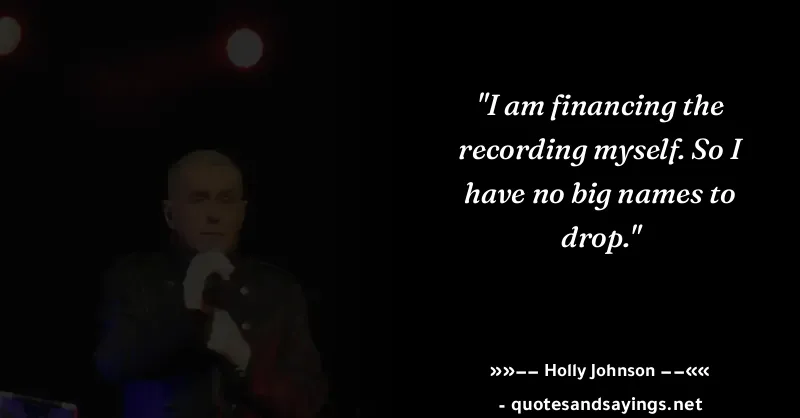 "I am financing the
recording myself. So I
have no big names to
drop."
»»−− Holly Johnson −−««
- quotesandsayings.net